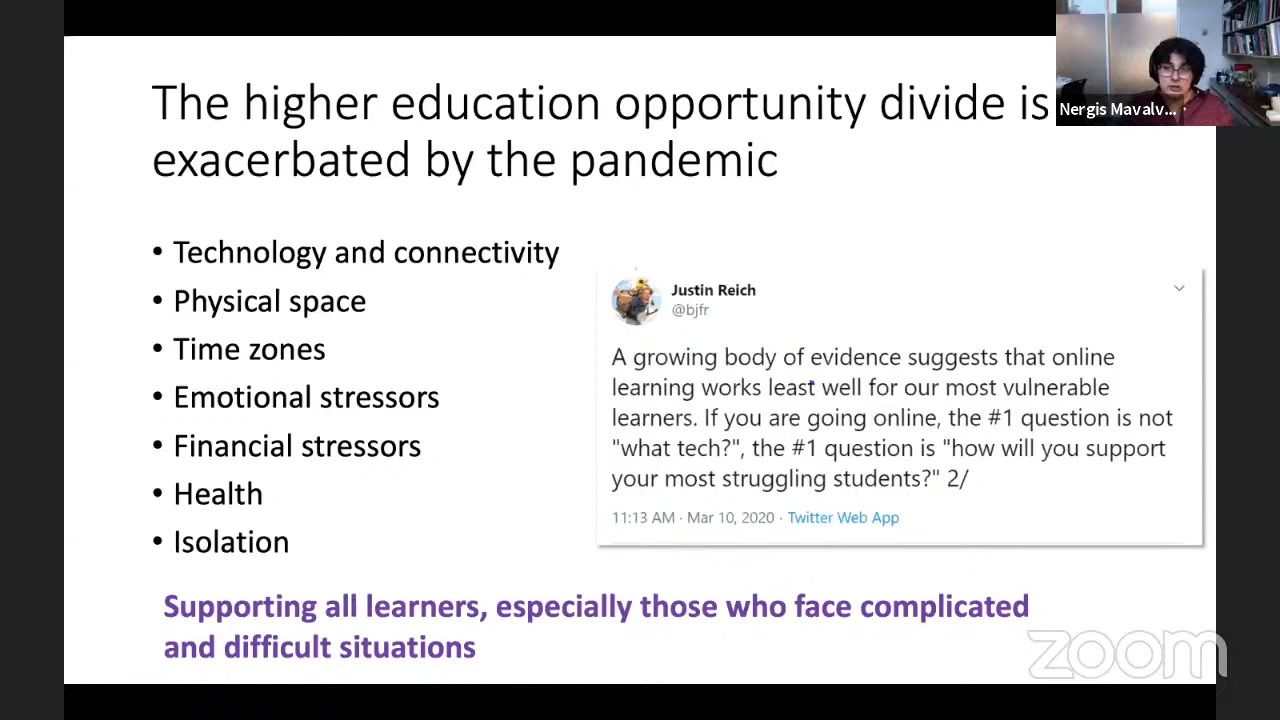 The higher education opportunity divide is
exacerbated by the pandemic
Nergis Mavalv...
• Technology and connectivity
• Physical space
• Time zones
• Emotional stressors
• Financial stressors
• Health
• Isolation
Justin Reich
@bjfr
A growing body of evidence suggests that online
learning works least well for our most vulnerable
learners. If you are going online, the #1 question is not
"what tech?", the #1 question is "how will you support
your most struggling students?" 2/
11:13 AM · Mar 10, 2020 · Twitter Web App
Supporting all learners, especially those who face complicated
and difficult situations
zoom